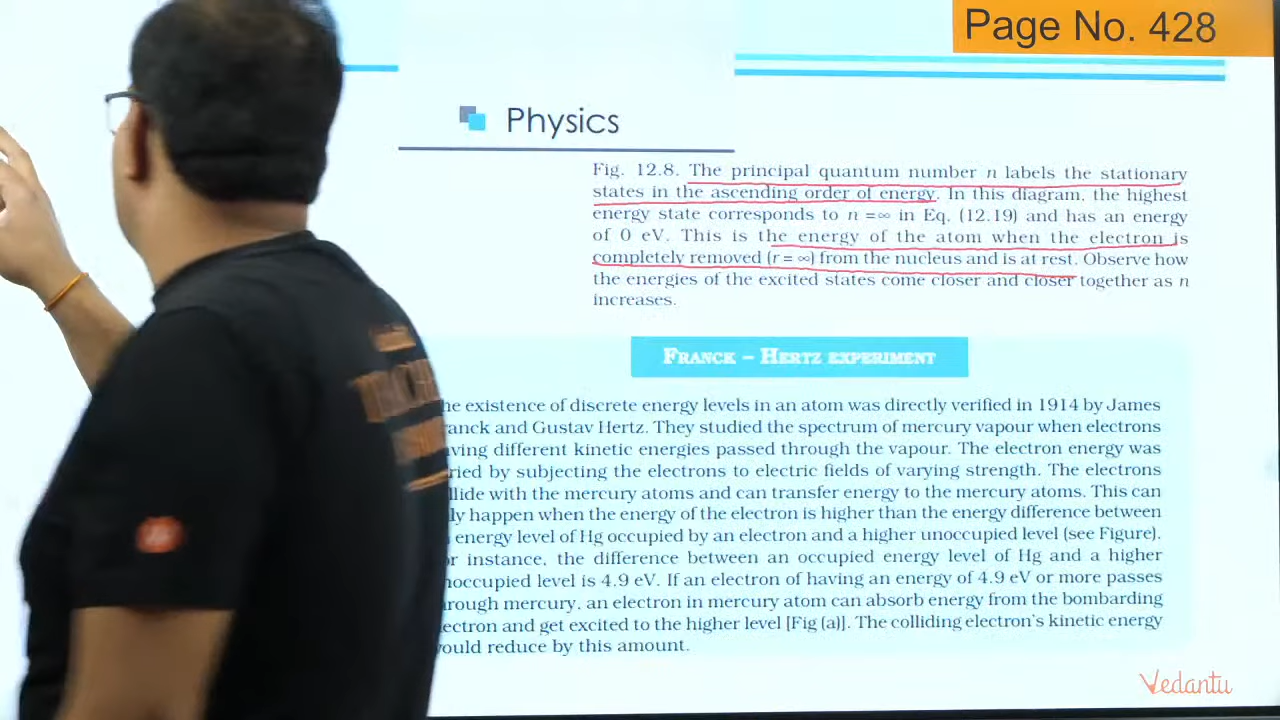 Page No. 428
Physics
Fig. 12.8. The principal quantum number n labels the stationary
states in the ascending order of energy. In this diagram, the highest
energy state corresponds to n =∞ in Eq. (12.19) and has an energy
of 0 eV. This is the energy of the atom when the electron is
completely removed (r = ∞) from the nucleus and is at rest. Observe how
the energies of the excited states come closer and closer together as n
increases.
FRANCK – HERTZ EXPERIMENT
he existence of discrete energy levels in an atom was directly verified in 1914 by James
ranck and Gustav Hertz. They studied the spectrum of mercury vapour when electrons
ving different kinetic energies passed through the vapour. The electron energy was
ried by subjecting the electrons to electric fields of varying strength. The electrons
llide with the mercury atoms and can transfer energy to the mercury atoms. This can
ly happen when the energy of the electron is higher than the energy difference between
energy level of Hg occupied by an electron and a higher unoccupied level (see Figure).
or instance, the difference between an occupied energy level of Hg and a higher
noccupied level is 4.9 eV. If an electron of having an energy of 4.9 eV or more passes
rough mercury, an electron in mercury atom can absorb energy from the bombarding
ectron and get excited to the higher level [Fig (a)]. The colliding electron's kinetic energy
ould reduce by this amount.
Vedantu